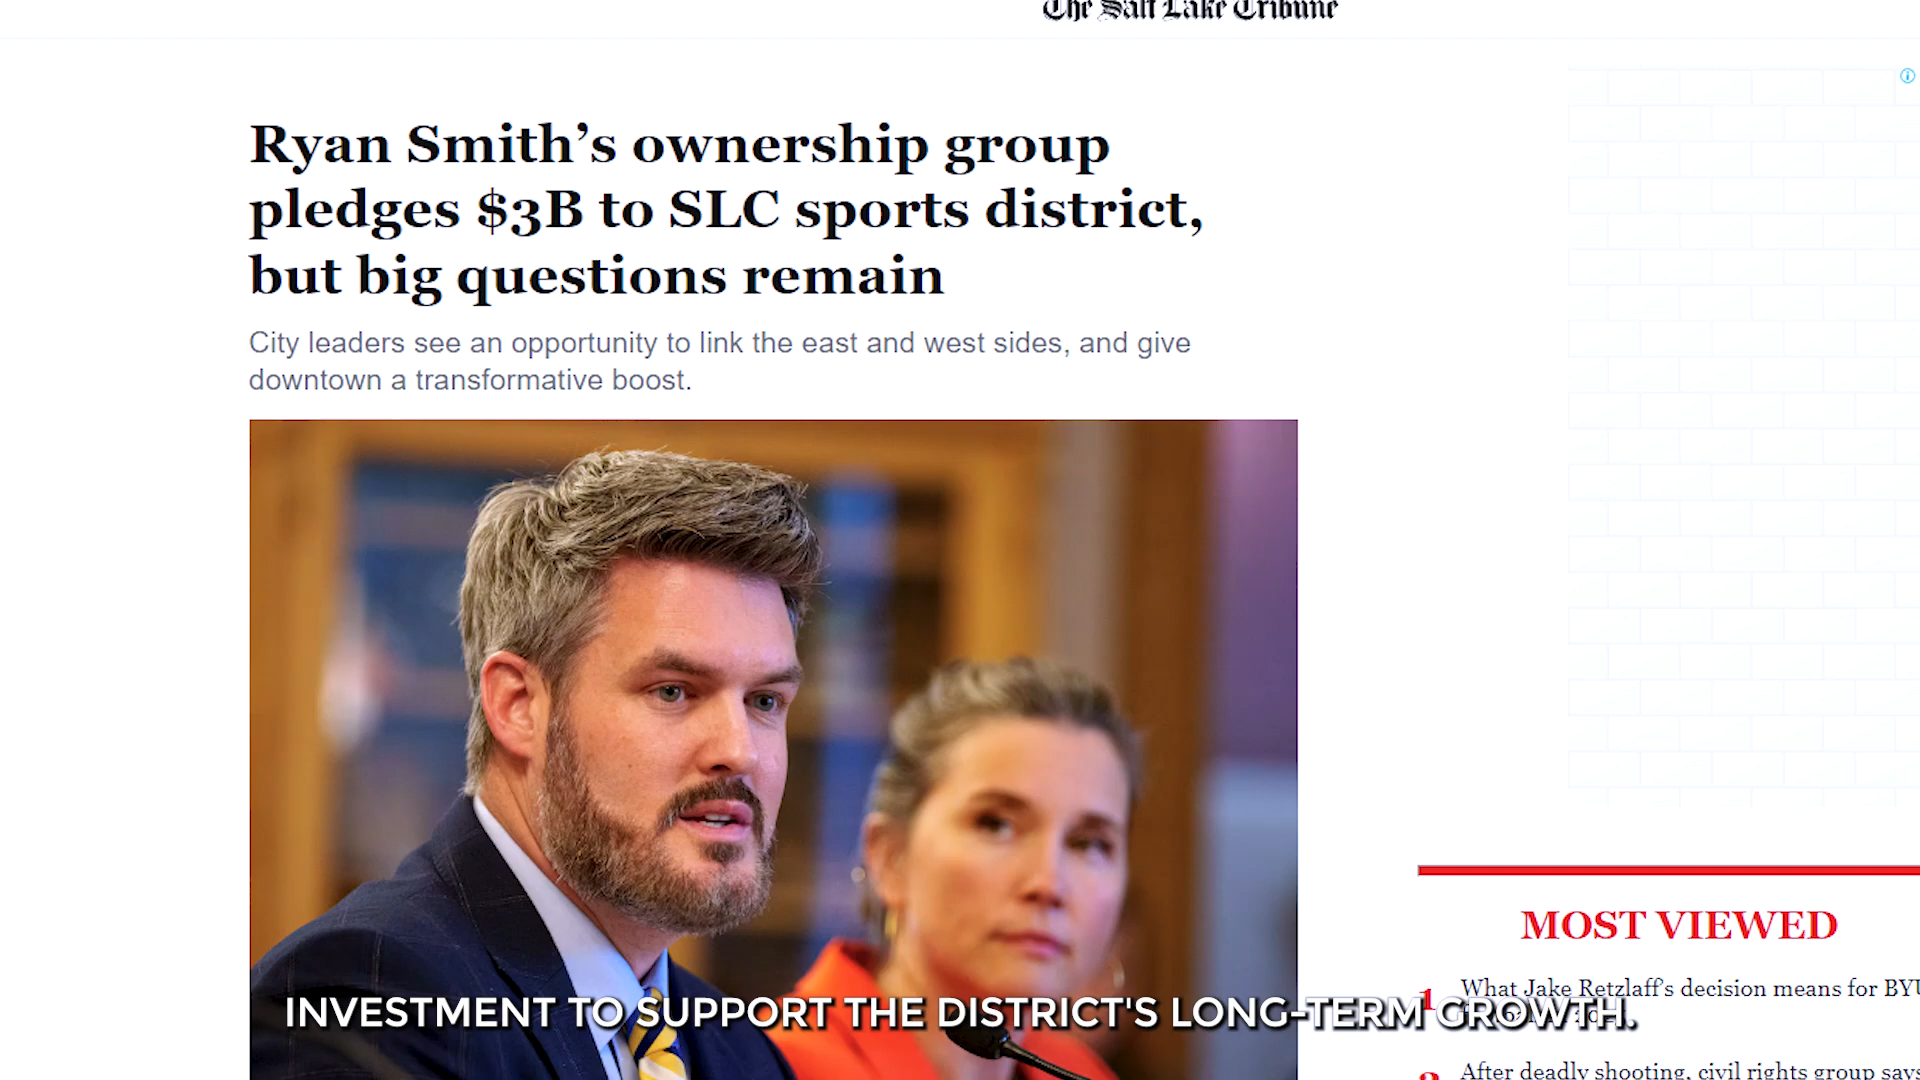 The Salt Lake Tribune
Ryan Smith’s ownership group
pledges $3B to SLC sports district,
but big questions remain
City leaders see an opportunity to link the east and west sides, and give
downtown a transformative boost.
MOST VIEWED
1 What Jake Retzlaff’s decision means for BYU
INVESTMENT TO SUPPORT THE DISTRICT'S LONG-TERM GROWTH.
After deadly shooting, civil rights group says